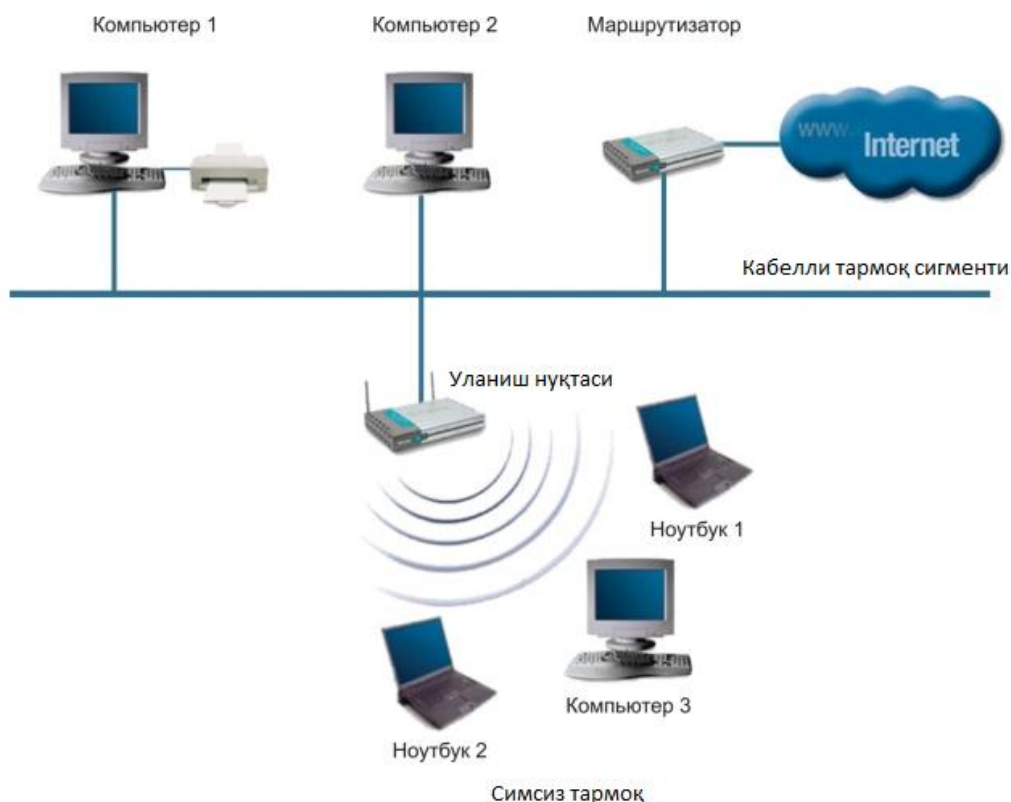 Компьютер 1
Компьютер 2
Маршрутизатор
www.
Internet
Кабелли тармоқ сигменти
Уланиш нуқтаси
Ноутбук 1
Компьютер 3
Ноутбук 2
Симсиз тармоқ